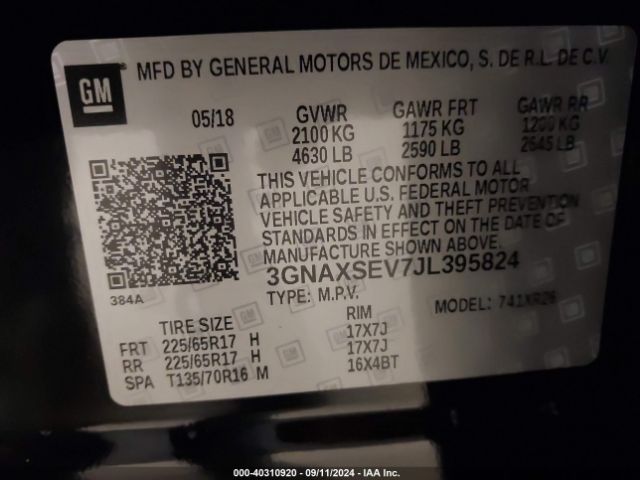 GM
MFD BY GENERAL MOTORS DE MEXICO, S. DE R.L. DE C.V.
05/18 GVWR GAWR FRT GAWR RR
2100 KG 1175 KG 1200 KG
4630 LB 2590 LB 2645 LB
THIS VEHICLE CONFORMS TO ALL
APPLICABLE U.S. FEDERAL MOTOR
VEHICLE SAFETY AND THEFT PREVENTION
STANDARDS IN EFFECT ON THE DATE OF
MANUFACTURE SHOWN ABOVE.
3GNAXSEV7JL395824
384A
TYPE: M.P.V. MODEL: 741XR26
TIRE SIZE RIM
FRT 225/65R17 H 17X7J
RR 225/65R17 H 17X7J
SPA T135/70R16 M 16X4BT
000-40310920 - 09/11/2024 - IAA Inc.